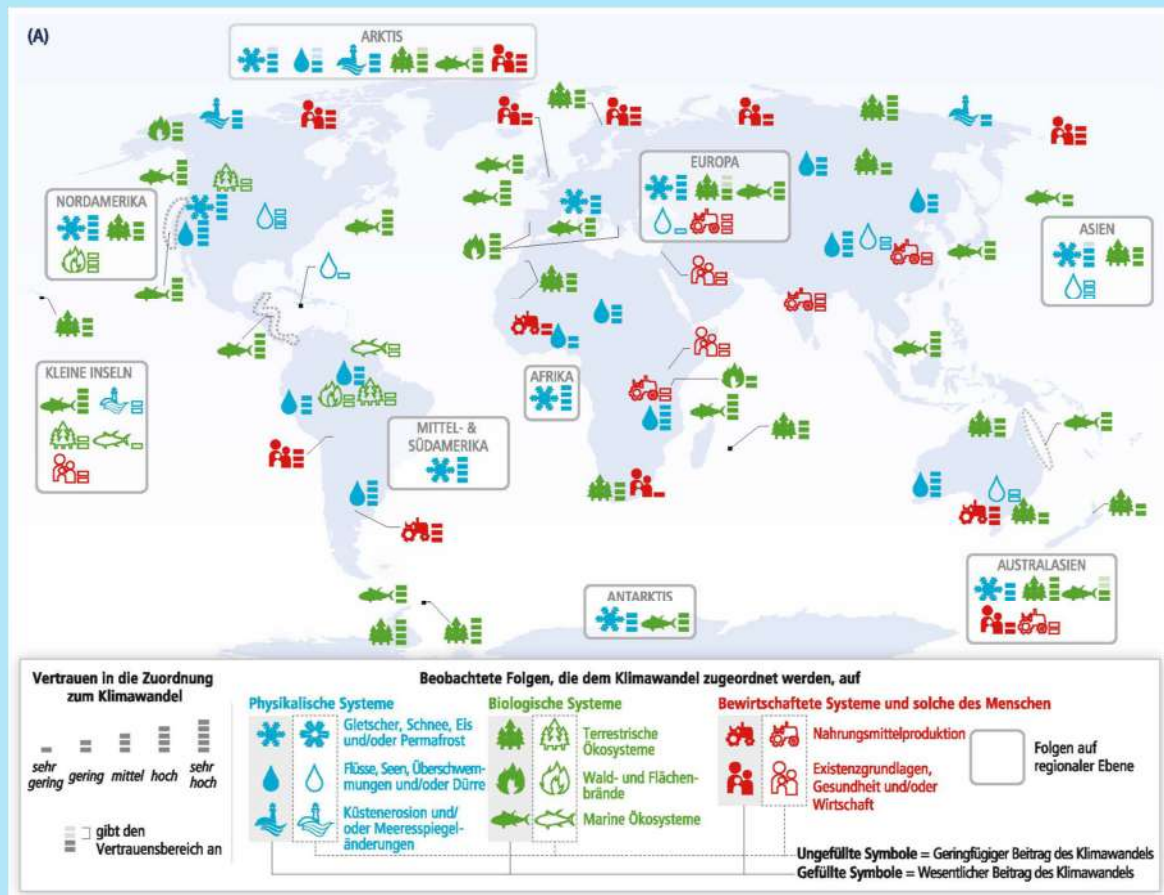 (A)
ARKTIS
EUROPA
NORDAMERIKA
ASIEN
KLEINE INSELN
AFRIKA
MITTEL- &
SÜDAMERIKA
AUSTRALASIEN
ANTARKTIS
Vertrauen in die Zuordnung
zum Klimawandel
sehr
gering
gering
mittel
hoch
sehr
hoch
gibt den
Vertrauensbereich an
Beobachtete Folgen, die dem Klimawandel zugeordnet werden, auf
Physikalische Systeme
Gletscher, Schnee, Eis
und/oder Permafrost
Flüsse, Seen, Überschwem-
mungen und/oder Dürre
Küstenerosion und/
oder Meeresspiegel-
änderungen
Biologische Systeme
Terrestrische
Ökosysteme
Wald- und Flächen-
brände
Marine Ökosysteme
Bewirtschaftete Systeme und solche des Menschen
Nahrungsmittelproduktion
Existenzgrundlagen,
Gesundheit und/oder
Wirtschaft
Folgen auf
regionaler Ebene
Ungefüllte Symbole = Geringfügiger Beitrag des Klimawandels
Gefüllte Symbole = Wesentlicher Beitrag des Klimawandels